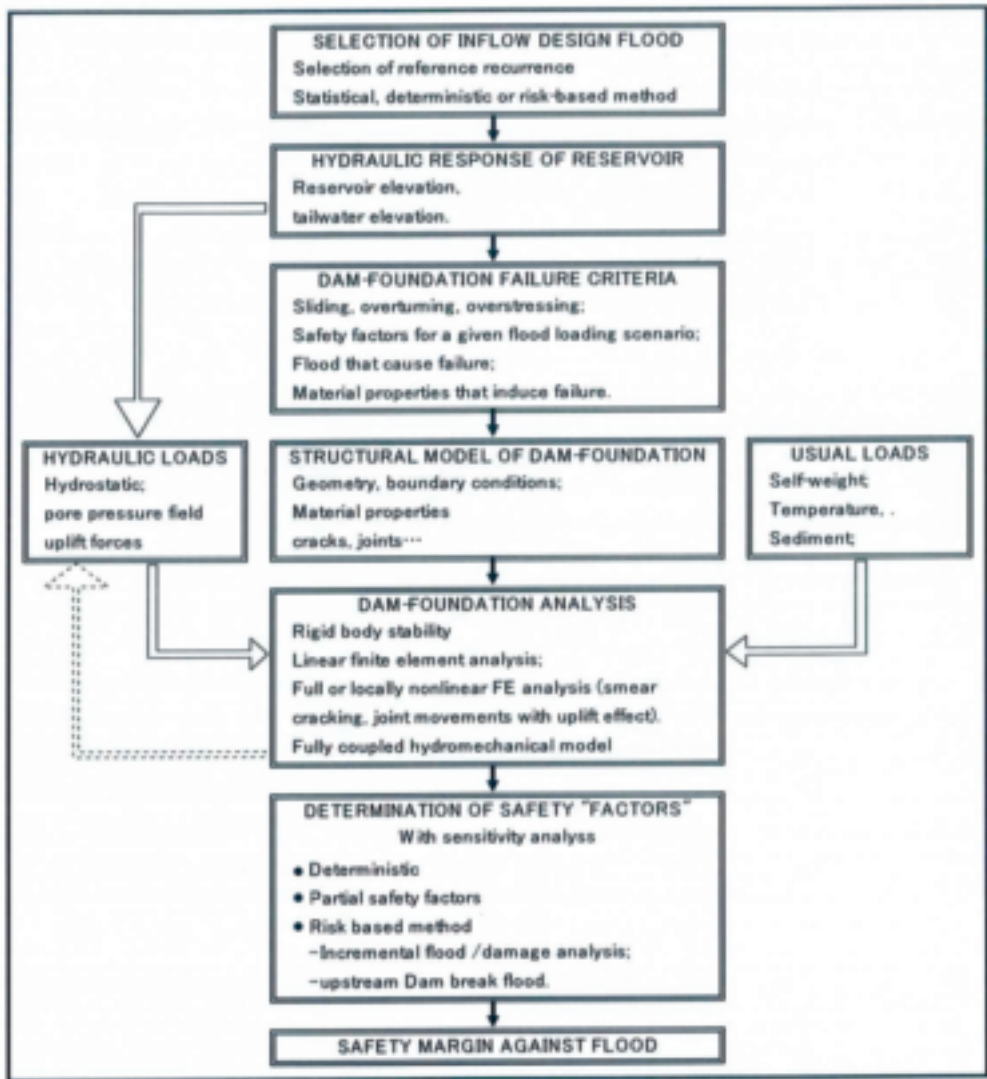 SELECTION OF INFLOW DESIGN FLOOD
Selection of reference recurrence
Statistical, deterministic or risk-based method
HYDRAULIC RESPONSE OF RESERVOIR
Reservoir elevation,
tailwater elevation.
DAM-FOUNDATION FAILURE CRITERIA
Sliding, overturning, overstressing;
Safety factors for a given flood loading scenario;
Flood that cause failure;
Material properties that induce failure.
HYDRAULIC LOADS
Hydrostatic;
pore pressure field
uplift forces
STRUCTURAL MODEL OF DAM-FOUNDATION
Geometry, boundary conditions;
Material properties
cracks, joints⋯
USUAL LOADS
Self-weight;
Temperature, .
Sediment;
DAM-FOUNDATION ANALYSIS
Rigid body stability
Linear finite element analysis;
Full or locally nonlinear FE analysis (smear
cracking, joint movements with uplift effect).
Fully coupled hydromechanical model
DETERMINATION OF SAFETY "FACTORS"
With sensitivity analyss
● Deterministic
● Partial safety factors
● Risk based method
-Incremental flood /damage analysis;
-upstream Dam break flood.
SAFETY MARGIN AGAINST FLOOD